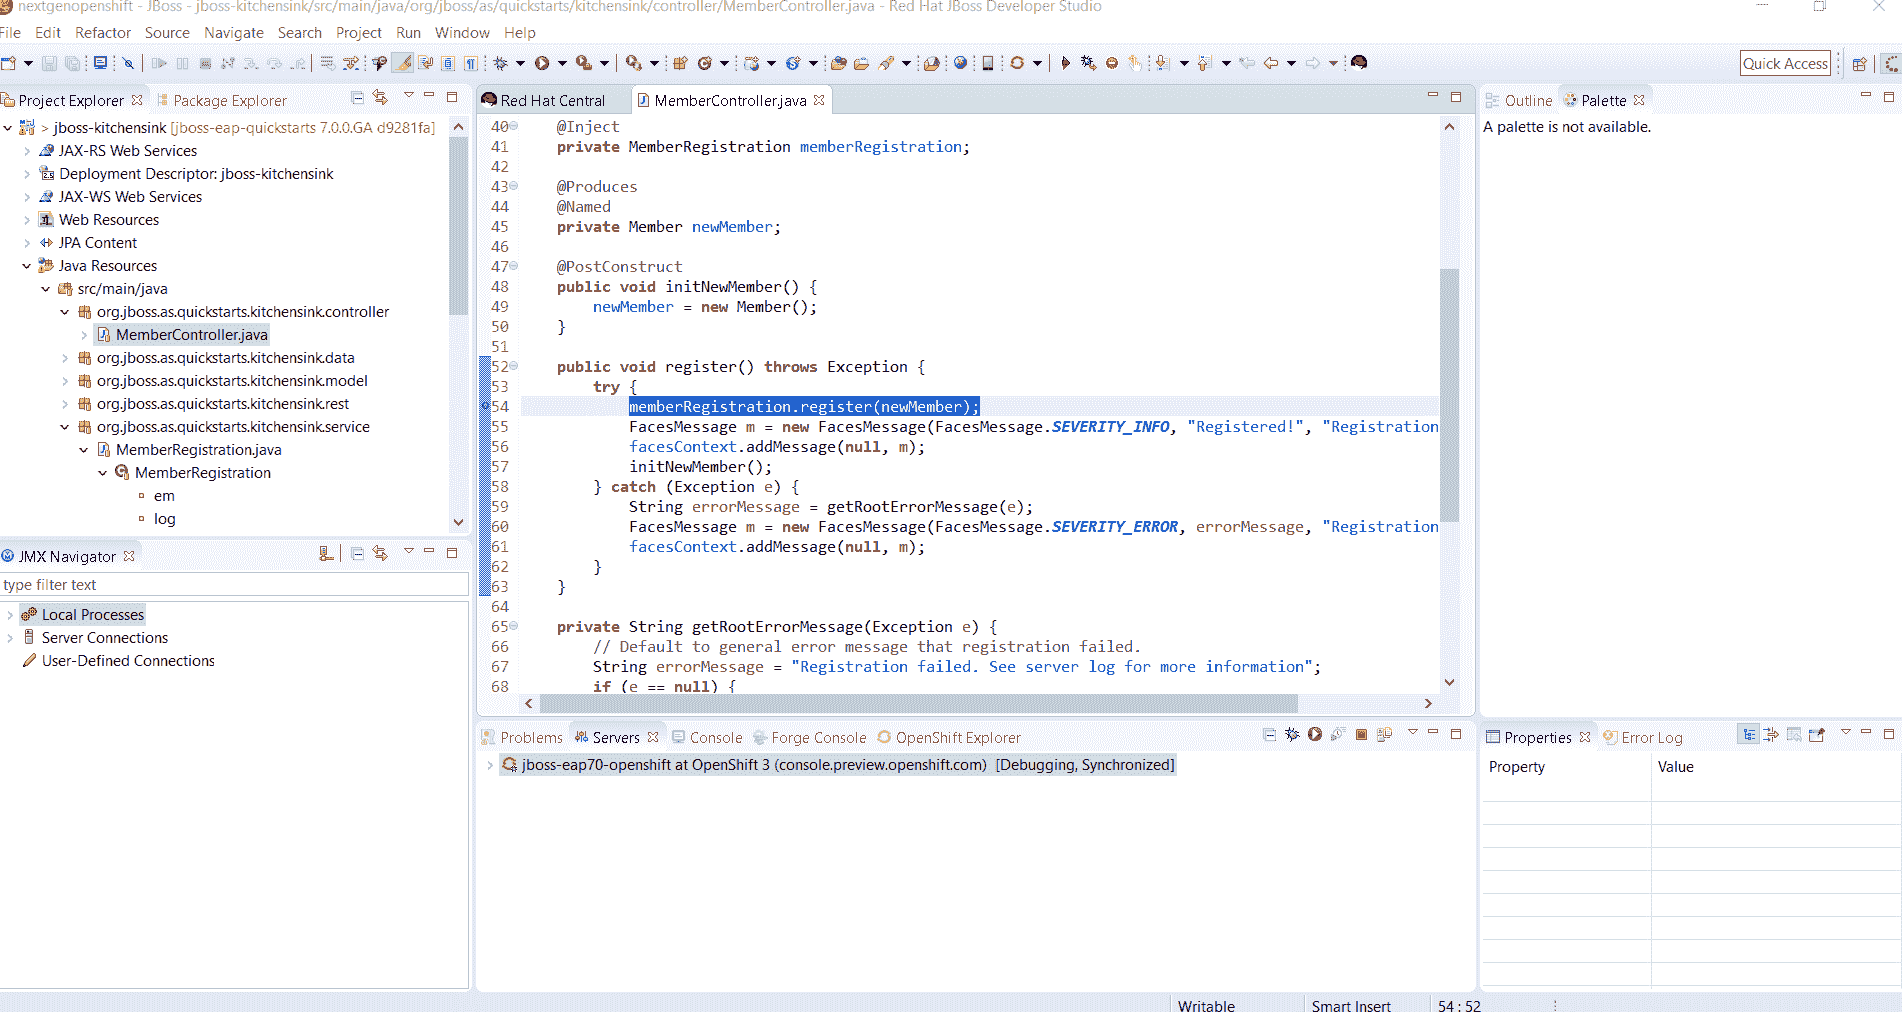 nextgenopenshift - JBoss - jboss-kitchensink/src/main/java/org/jboss/as/quickstarts/kitchensink/controller/MemberController.java - Red Hat JBoss Developer Studio
File Edit Refactor Source Navigate Search Project Run Window Help
Quick Access
Project Explorer
Package Explorer
> jboss-kitchensink [jboss-eap-quickstarts 7.0.0.GA d9281fa]
JAX-RS Web Services
Deployment Descriptor: jboss-kitchensink
JAX-WS Web Services
Web Resources
JPA Content
Java Resources
src/main/java
org.jboss.as.quickstarts.kitchensink.controller
MemberController.java
org.jboss.as.quickstarts.kitchensink.data
org.jboss.as.quickstarts.kitchensink.model
org.jboss.as.quickstarts.kitchensink.rest
org.jboss.as.quickstarts.kitchensink.service
MemberRegistration.java
MemberRegistration
em
log
JMX Navigator
type filter text
Local Processes
Server Connections
User-Defined Connections
Red Hat Central
MemberController.java
40 @Inject
41 private MemberRegistration memberRegistration;
42
43 @Produces
44 @Named
45 private Member newMember;
46
47 @PostConstruct
48 public void initNewMember() {
49 newMember = new Member();
50 }
51
52 public void register() throws Exception {
53 try {
54 memberRegistration.register(newMember);
55 FacesMessage m = new FacesMessage(FacesMessage.SEVERITY_INFO, "Registered!", "Registration
56 facesContext.addMessage(null, m);
57 initNewMember();
58 } catch (Exception e) {
59 String errorMessage = getRootErrorMessage(e);
60 FacesMessage m = new FacesMessage(FacesMessage.SEVERITY_ERROR, errorMessage, "Registration
61 facesContext.addMessage(null, m);
62 }
63 }
64
65 private String getRootErrorMessage(Exception e) {
66 // Default to general error message that registration failed.
67 String errorMessage = "Registration failed. See server log for more information";
68 if (e == null) {
Outline
Palette
A palette is not available.
Problems
Servers
Console
Forge Console
OpenShift Explorer
jboss-eap70-openshift at OpenShift 3 (console.preview.openshift.com) [Debugging, Synchronized]
Properties
Error Log
Property Value
Writable Smart Insert 54 : 52